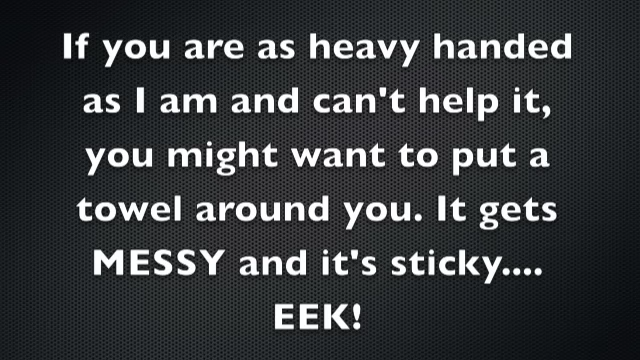 If you are as heavy handed
as I am and can't help it,
you might want to put a
towel around you. It gets
MESSY and it's sticky....
EEK!